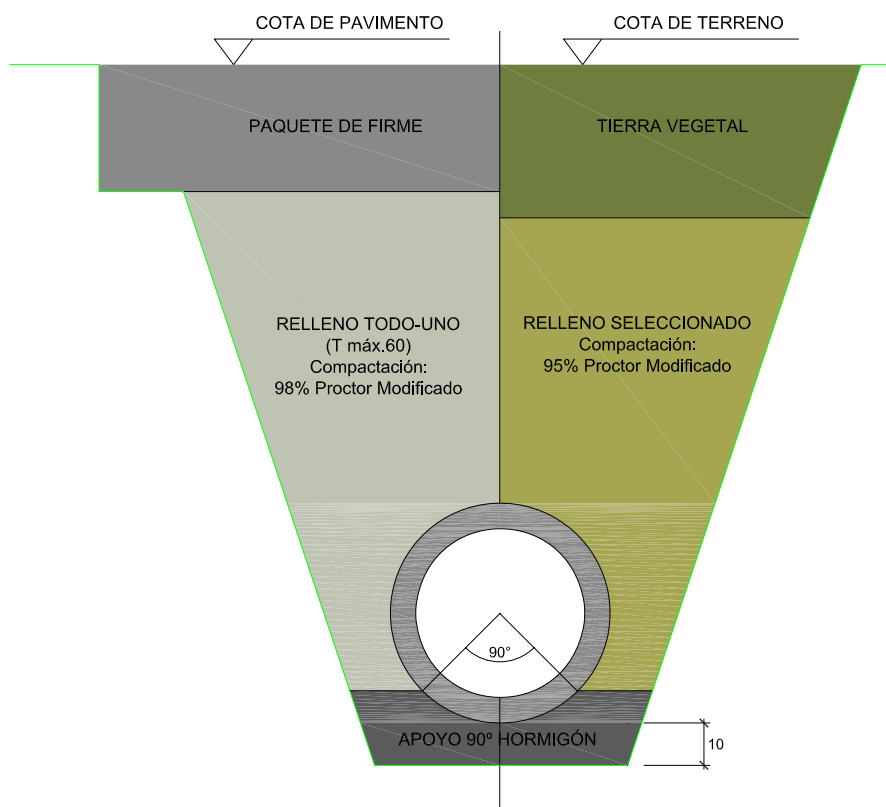 COTA DE PAVIMENTO
COTA DE TERRENO
PAQUETE DE FIRME
TIERRA VEGETAL
RELLENO TODO-UNO
(T máx.60)
Compactación:
98% Proctor Modificado
RELLENO SELECCIONADO
Compactación:
95% Proctor Modificado
90°
APOYO 90º HORMIGÓN
10